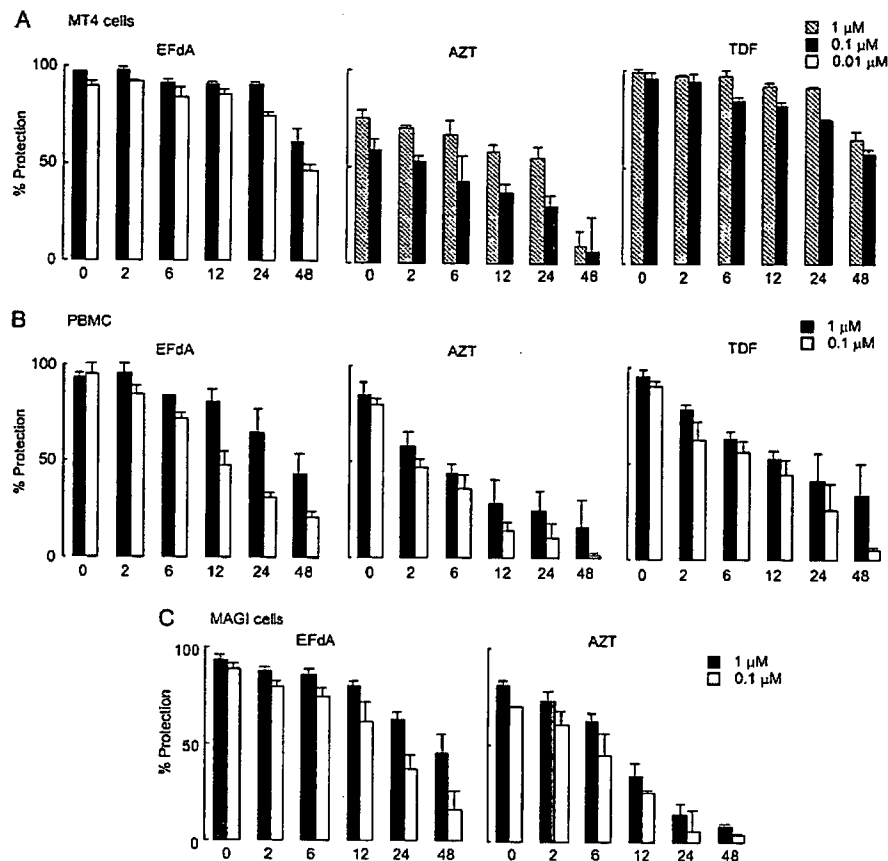 A MT4 cells
EFdA AZT TDF
1 μM
0.1 μM
0.01 μM
% Protection
100
50
0
0 2 6 12 24 48 0 2 6 12 24 48 0 2 6 12 24 48
B PBMC
EFdA AZT TDF
1 μM
0.1 μM
% Protection
100
50
0
0 2 6 12 24 48 0 2 6 12 24 48 0 2 6 12 24 48
C MAGI cells
EFdA AZT
1 μM
0.1 μM
% Protection
100
50
0
0 2 6 12 24 48 0 2 6 12 24 48